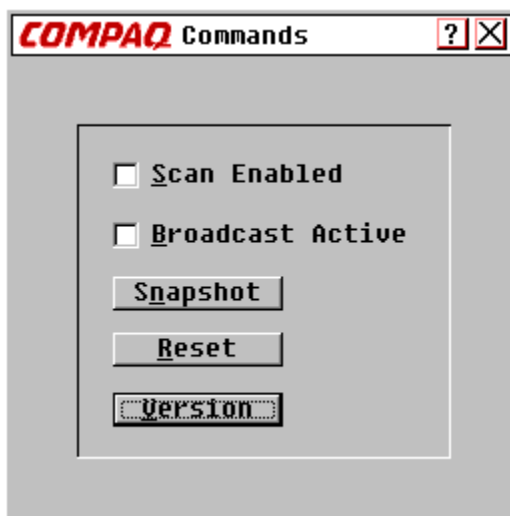 COMPAQ Commands ? X
Scan Enabled
Broadcast Active
Snapshot
Reset
Version